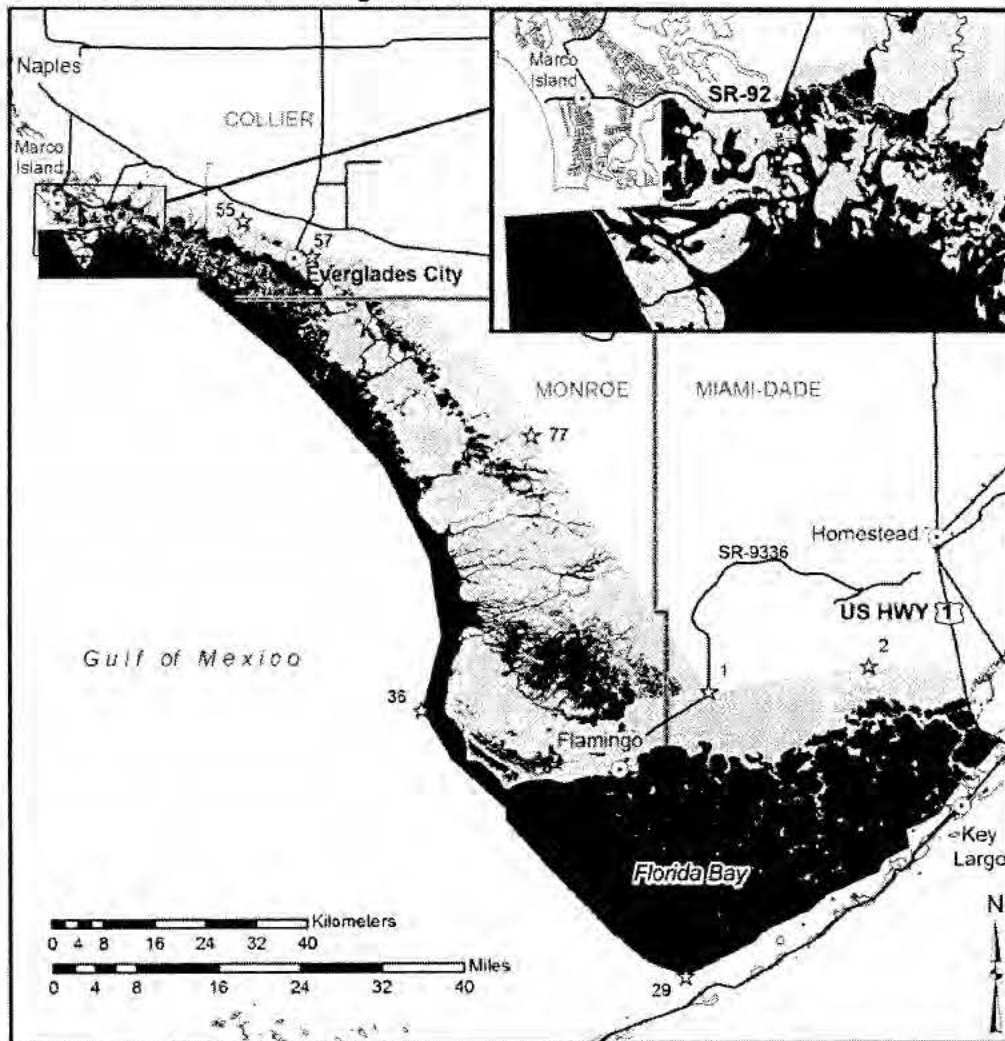 Naples
COLLIER
Marco
Island
55
57
Everglades City
Marco
Island
SR-92
MONROE
MIAMI-DADE
77
Homestead
SR-9336
US HWY 1
Gulf of Mexico
36
1
2
Flamingo
Key
Largo
Florida Bay
N
Kilometers
0 4 8 16 24 32 40
Miles
0 4 8 16 24 32 40
29